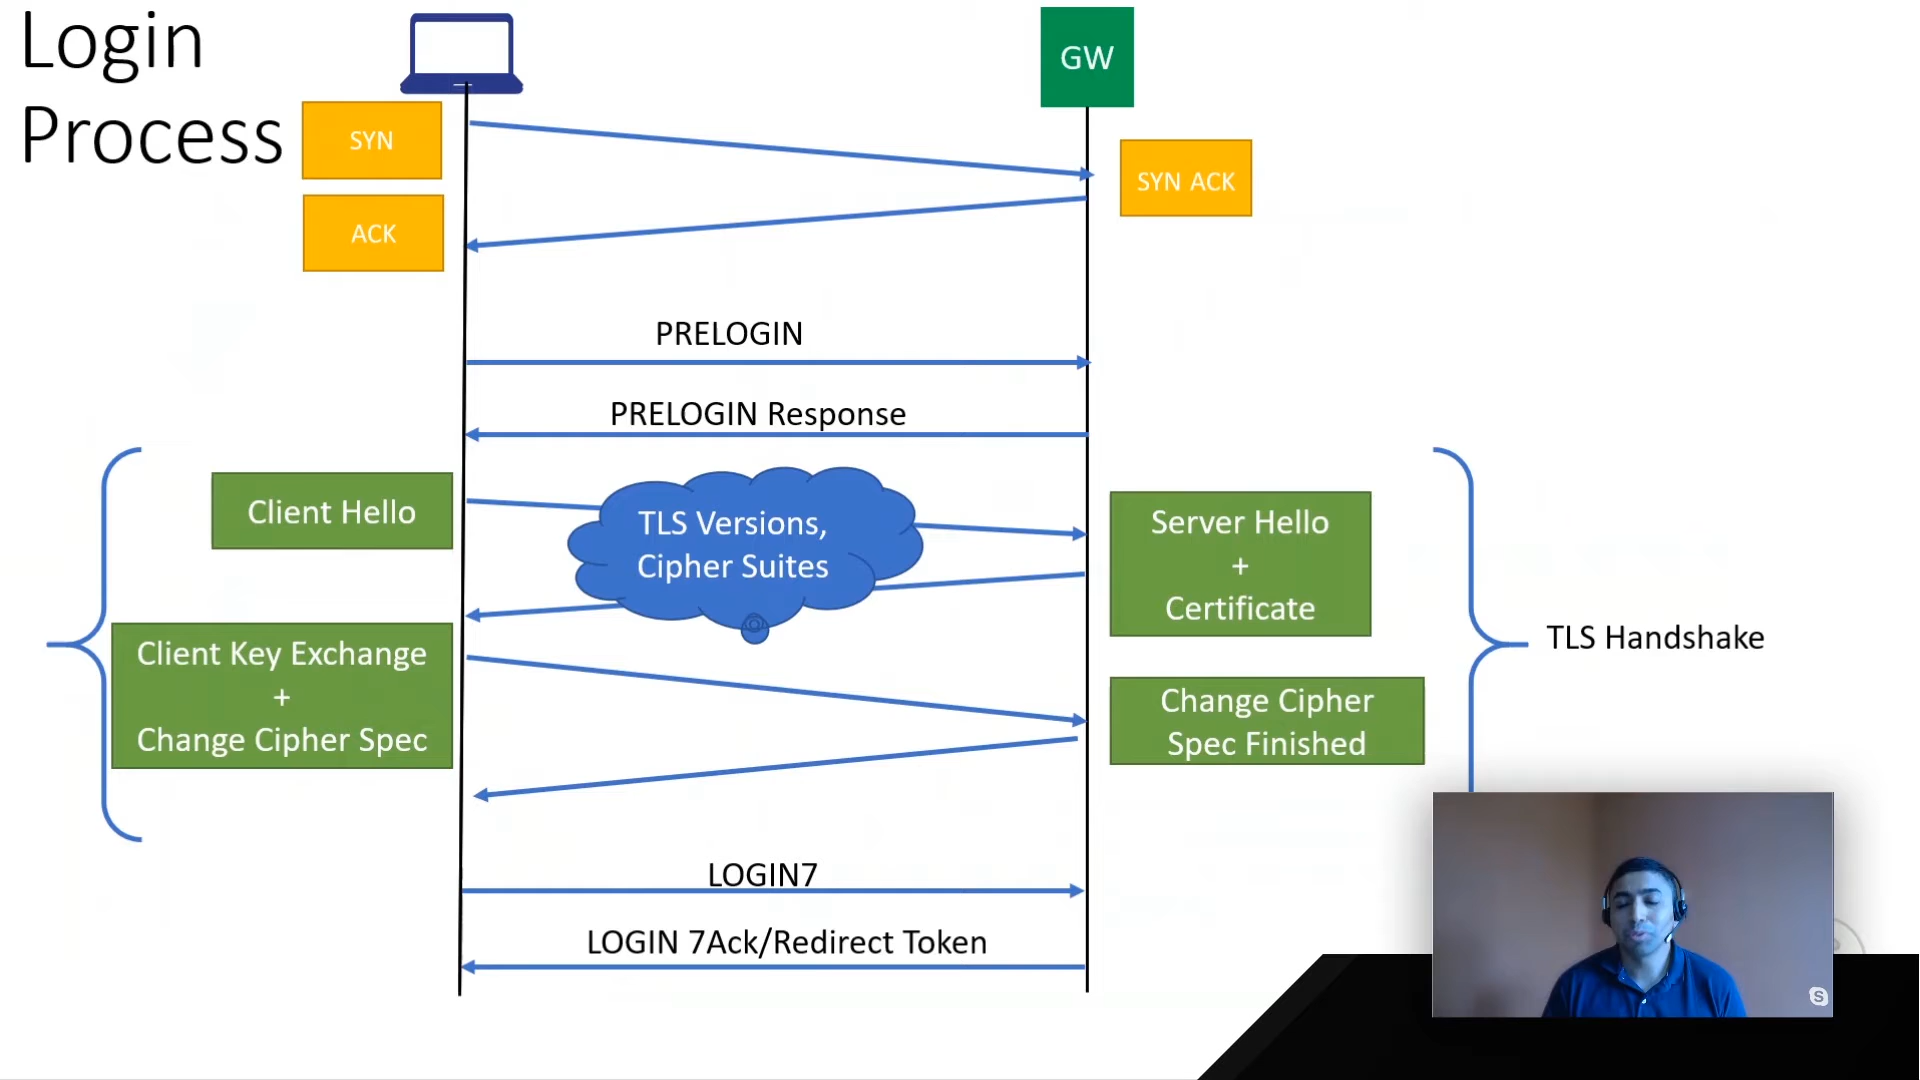 Login
Process
GW
SYN
SYN ACK
ACK
PRELOGIN
PRELOGIN Response
Client Hello
TLS Versions,
Cipher Suites
Server Hello
+
Certificate
TLS Handshake
Client Key Exchange
+
Change Cipher Spec
Change Cipher
Spec Finished
LOGIN7
LOGIN 7Ack/Redirect Token
S